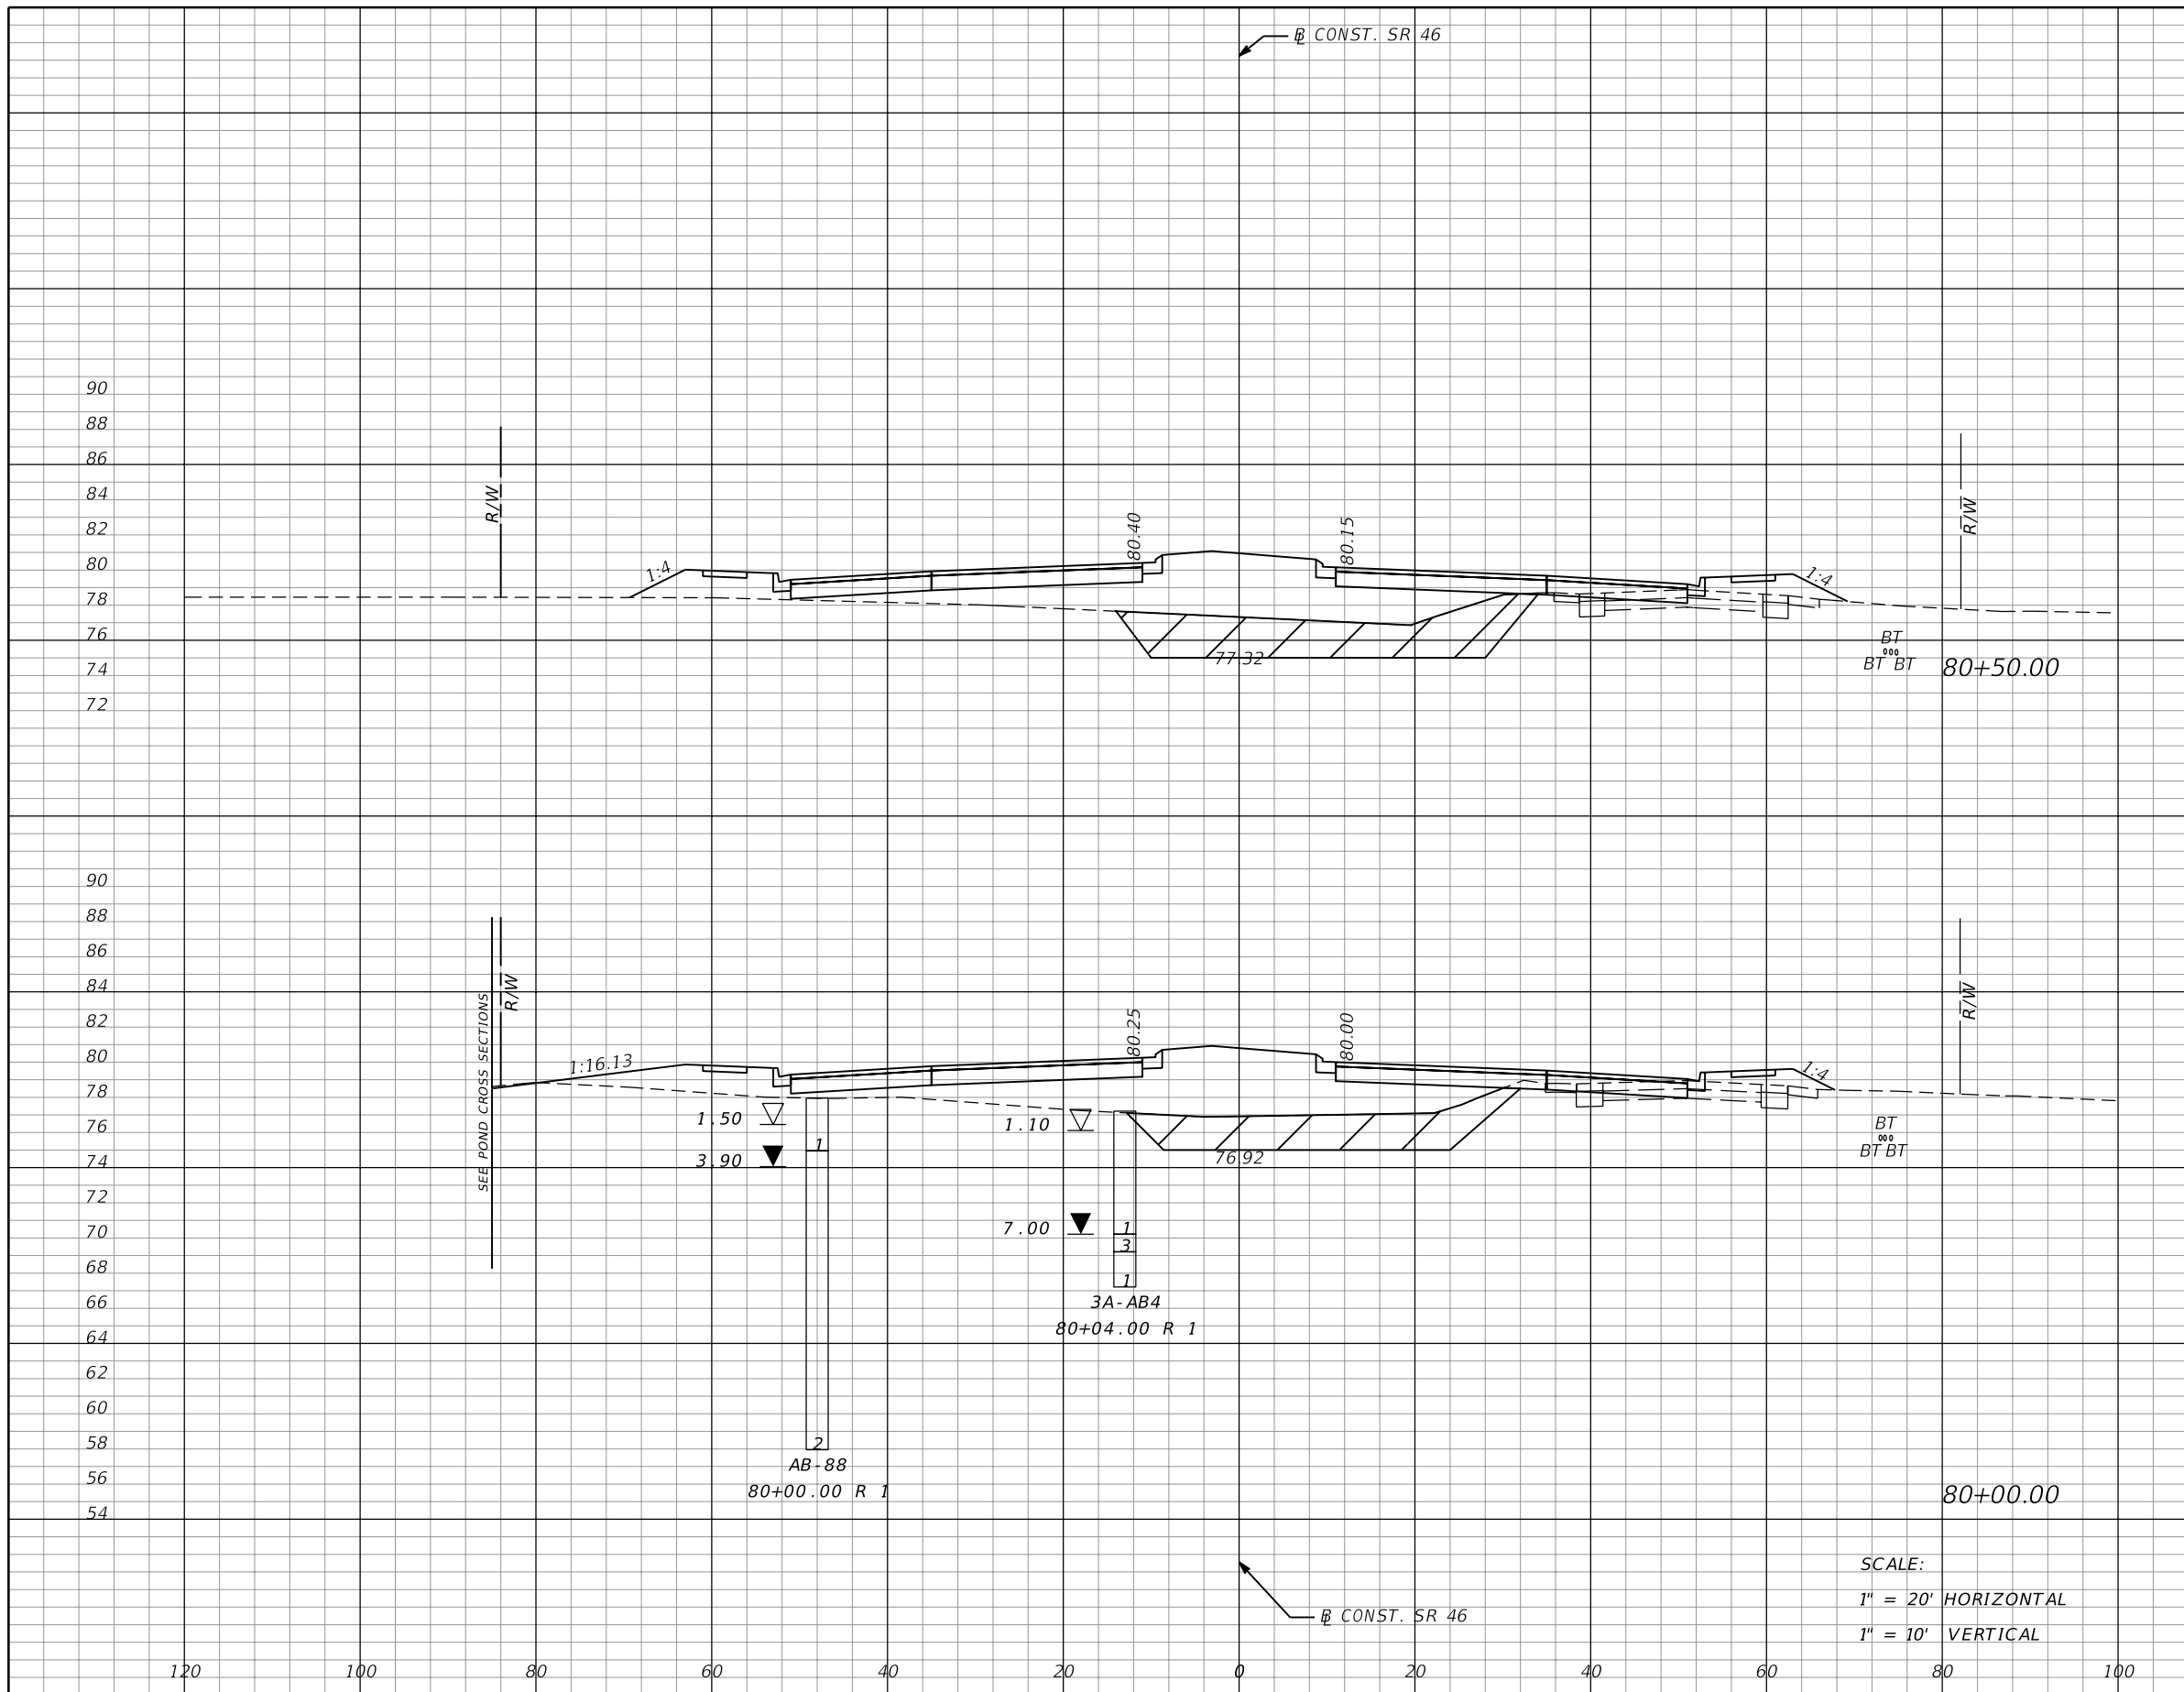 ℄ CONST. SR 46
90
88
86
84
82
80
78
76
74
72
R/W
1:4
80.40
80.15
1:4
R/W
77.32
BT
BT BT
80+50.00
90
88
86
84
82
80
78
76
74
72
70
68
66
64
62
60
58
56
54
SEE POND CROSS SECTIONS
R/W
1:16.13
80.25
80.00
1:4
R/W
1.50
3.90
1
2
AB-88
80+00.00 R 1
1.10
7.00
1
3
1
3A-AB4
80+04.00 R 1
76.92
BT
BT BT
80+00.00
℄ CONST. SR 46
SCALE:
1" = 20' HORIZONTAL
1" = 10' VERTICAL
120 100 80 60 40 20 0 20 40 60 80 100